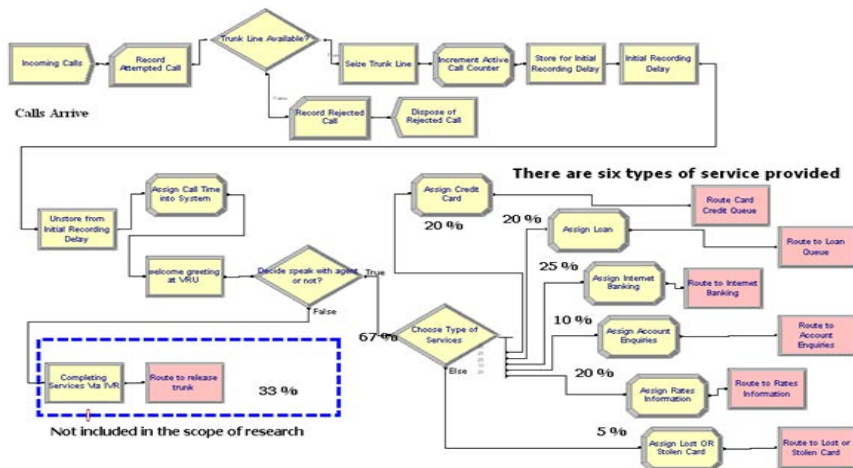 Incoming Calls
Record
Attempted Call
Trunk Line Available?
True
False
Seize Trunk Line
Increment Active
Call Counter
Store for Initial
Recording Delay
Initial Recording
Delay
Record Rejected
Call
Dispose of
Rejected Call
Calls Arrive
There are six types of service provided
Unstore from
Initial Recording
Delay
Assign Call Time
into System
welcome greeting
at VRU
Decide speak with agent
or not?
True
False
67 %
Choose Type of
Services
Else
Assign Credit
Card
20 %
Route Card
Credit Queue
20 %
Assign Loan
Route to Loan
Queue
25 %
Assign Internet
Banking
Route to Internet
Banking
10 %
Assign Account
Enquiries
Route to
Account
Enquiries
20 %
Assign Rates
Information
Route to Rates
Information
5 %
Assign Lost OR
Stolen Card
Route to Lost or
Stolen Card
Completing
Services Via IVR
Route to release
trunk
33 %
Not included in the scope of research